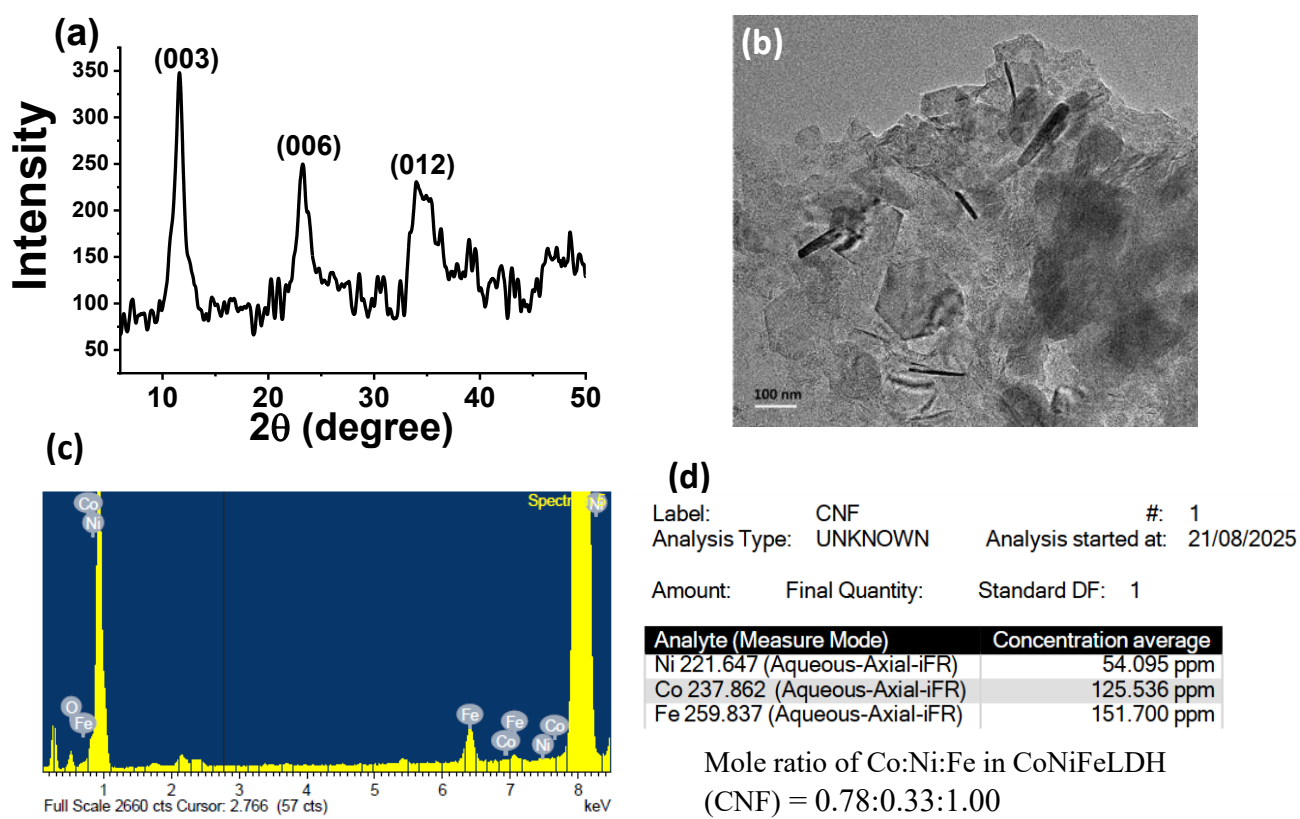 (a)
(003)
(006)
(012)
Intensity
350
300
250
200
150
100
50
10
20
30
40
50
2θ (degree)
(b)
100 nm
(c)
Co
Ni
O
Fe
Fe
Co
Fe
Ni
Co
Ni
1
2
3
4
5
6
7
8
Full Scale 2660 cts Cursor: 2.766 (57 cts)
keV
(d)
Label: CNF #: 1
Analysis Type: UNKNOWN Analysis started at: 21/08/2025
Amount: Final Quantity: Standard DF: 1
Analyte (Measure Mode) Concentration average
Ni 221.647 (Aqueous-Axial-iFR) 54.095 ppm
Co 237.862 (Aqueous-Axial-iFR) 125.536 ppm
Fe 259.837 (Aqueous-Axial-iFR) 151.700 ppm
Mole ratio of Co:Ni:Fe in CoNiFeLDH
(CNF) = 0.78:0.33:1.00